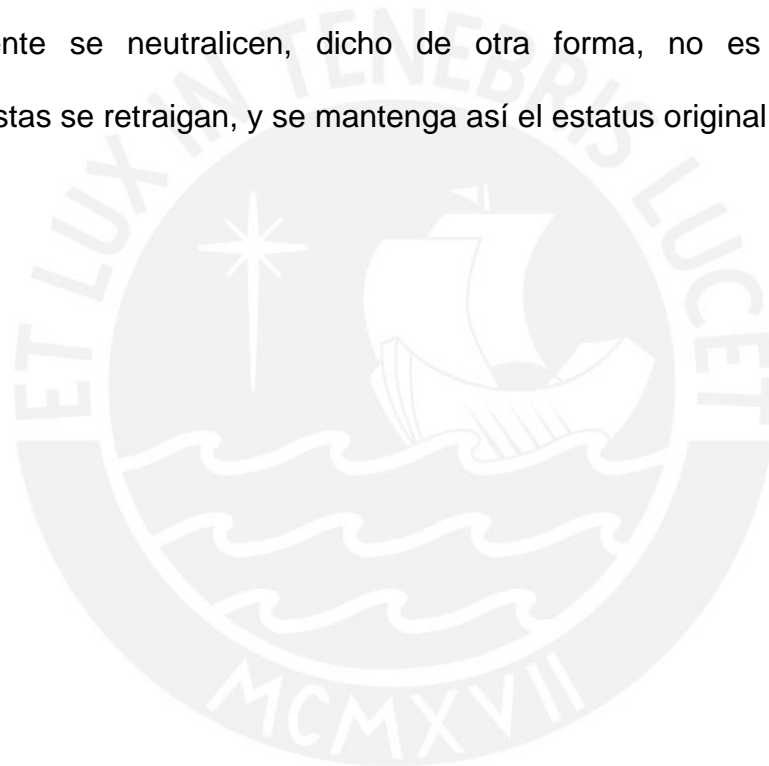 ente se neutralicen, dicho de otra forma, no es
stas se retraigan, y se mantenga así el estatus original
ET LUX IN TENEBRIS LUCET
MCMXVII